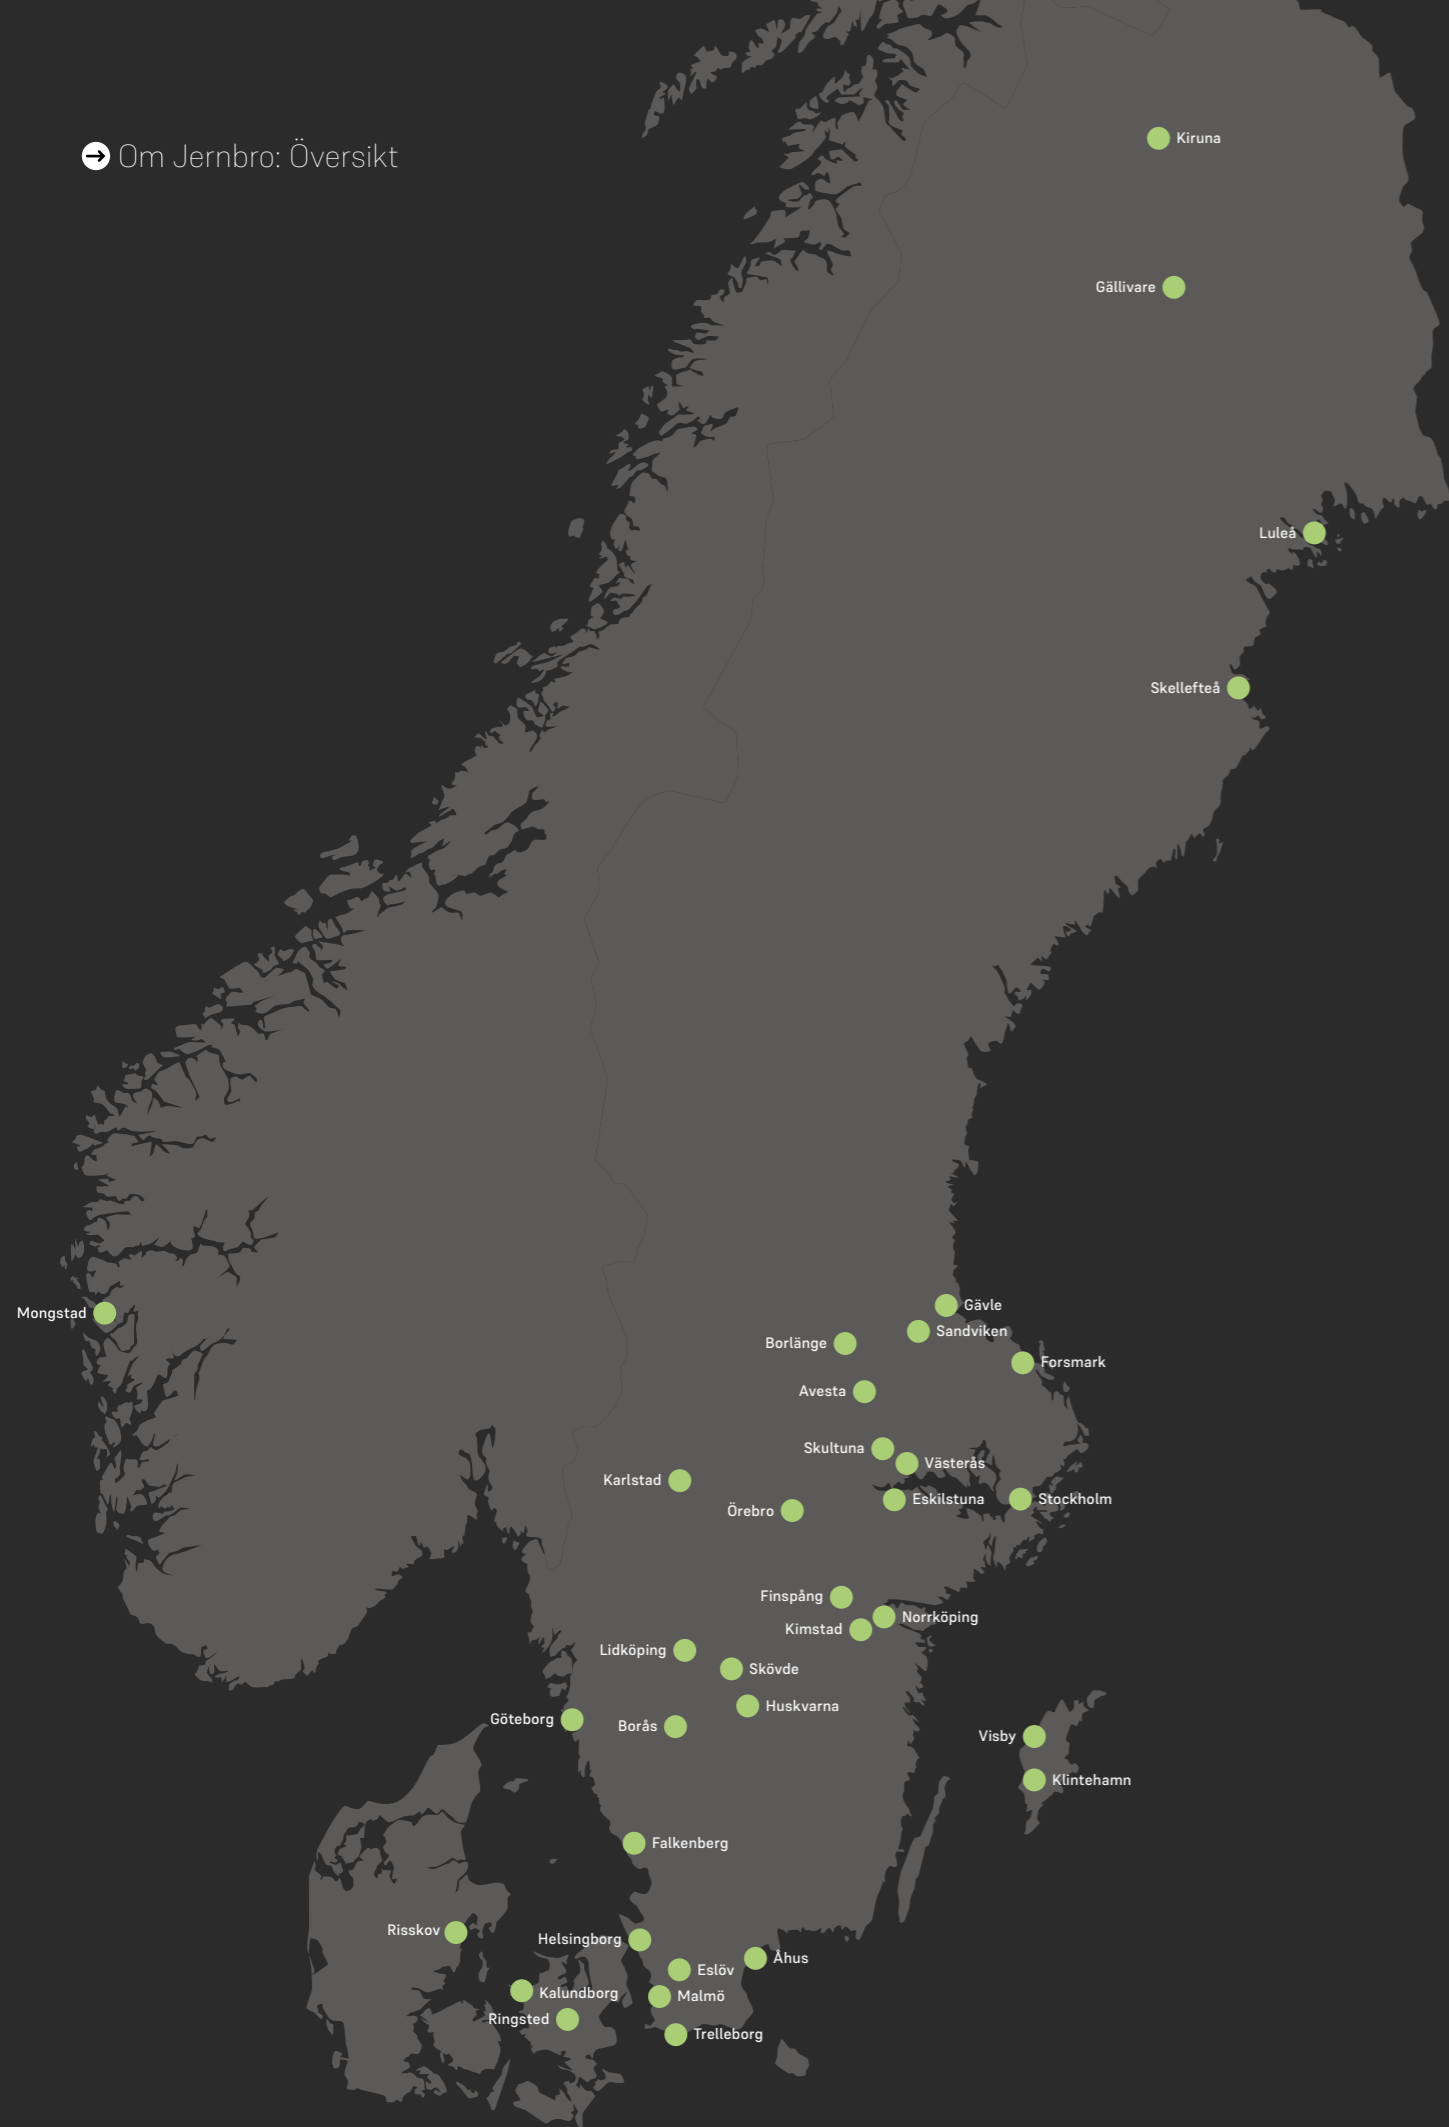 Om Jernbro: Översikt
Kiruna
Gällivare
Luleå
Skellefteå
Gävle
Mongstad
Sandviken
Borlänge
Forsmark
Avesta
Skultuna
Västerås
Karlstad
Eskilstuna
Stockholm
Örebro
Finspång
Norrköping
Kimstad
Lidköping
Skövde
Huskvarna
Göteborg
Borås
Visby
Klintehamn
Falkenberg
Risskov
Helsingborg
Åhus
Eslöv
Kalundborg
Malmö
Ringsted
Trelleborg